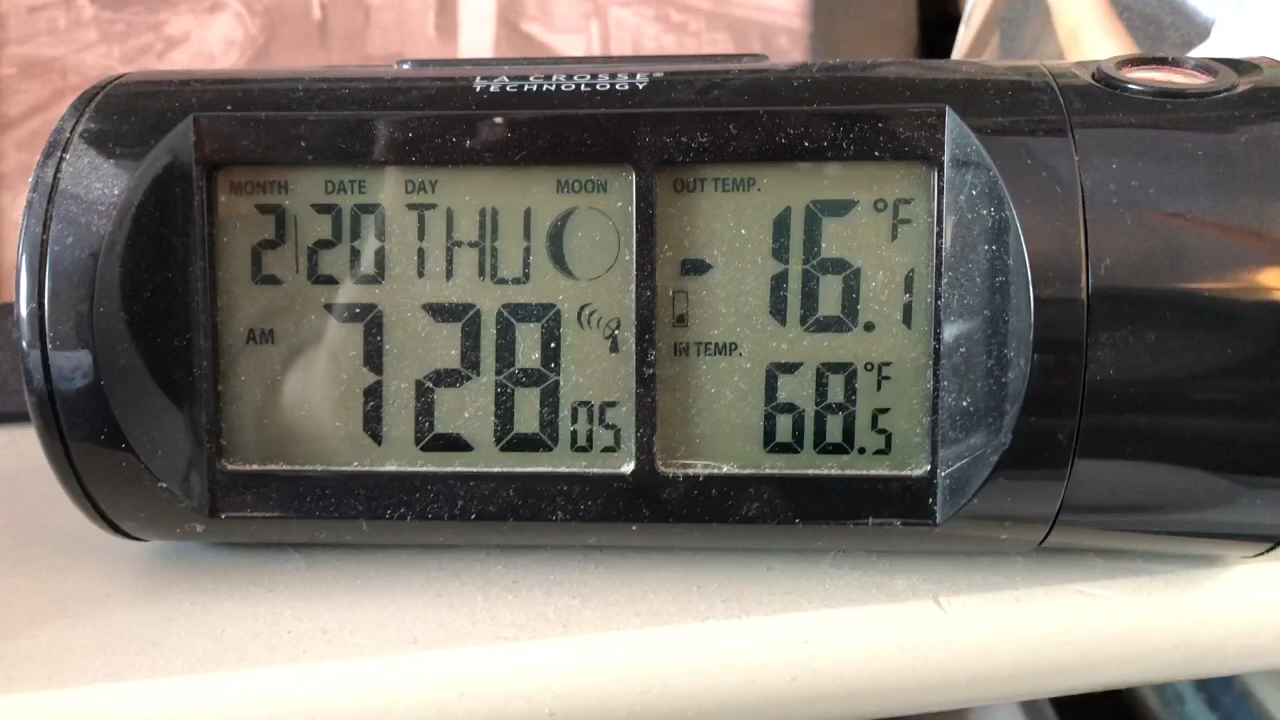 LA CROSSE®
TECHNOLOGY
MONTH DATE DAY MOON
2 20 THU
AM 7 28 05
OUT TEMP.
-16.1 °F
IN TEMP.
68.5 °F